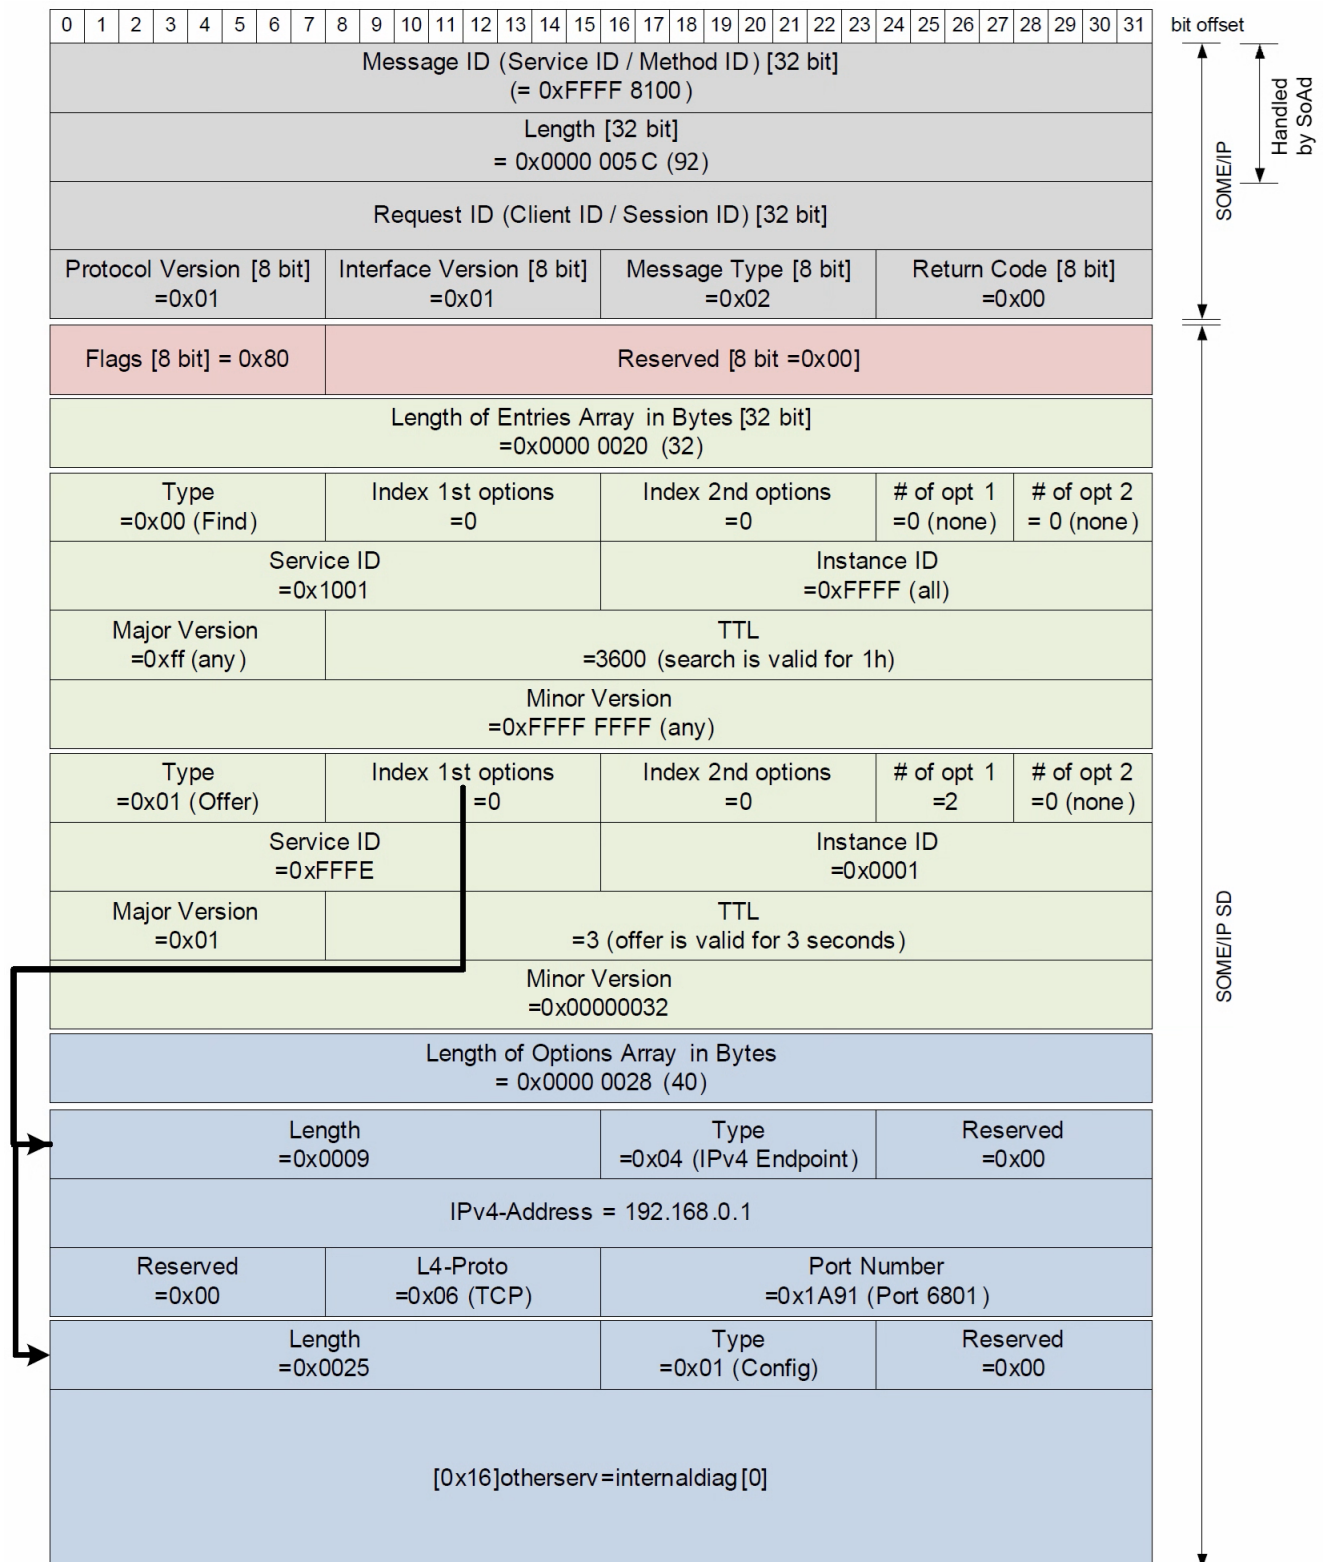 0 1 2 3 4 5 6 7 8 9 10 11 12 13 14 15 16 17 18 19 20 21 22 23 24 25 26 27 28 29 30 31 bit offset
Message ID (Service ID / Method ID) [32 bit]
(= 0xFFFF 8100)
Length [32 bit]
= 0x0000 005C (92)
Request ID (Client ID / Session ID) [32 bit]
Protocol Version [8 bit]
=0x01
Interface Version [8 bit]
=0x01
Message Type [8 bit]
=0x02
Return Code [8 bit]
=0x00
Handled
by SoAd
SOME/IP
Flags [8 bit] = 0x80
Reserved [8 bit =0x00]
Length of Entries Array in Bytes [32 bit]
=0x0000 0020 (32)
Type
=0x00 (Find)
Index 1st options
=0
Index 2nd options
=0
# of opt 1
=0 (none)
# of opt 2
= 0 (none)
Service ID
=0x1001
Instance ID
=0xFFFF (all)
Major Version
=0xff (any)
TTL
=3600 (search is valid for 1h)
Minor Version
=0xFFFF FFFF (any)
Type
=0x01 (Offer)
Index 1st options
=0
Index 2nd options
=0
# of opt 1
=2
# of opt 2
=0 (none)
Service ID
=0xFFFE
Instance ID
=0x0001
Major Version
=0x01
TTL
=3 (offer is valid for 3 seconds)
Minor Version
=0x00000032
SOME/IP SD
Length of Options Array in Bytes
= 0x0000 0028 (40)
Length
=0x0009
Type
=0x04 (IPv4 Endpoint)
Reserved
=0x00
IPv4-Address = 192.168.0.1
Reserved
=0x00
L4-Proto
=0x06 (TCP)
Port Number
=0x1A91 (Port 6801)
Length
=0x0025
Type
=0x01 (Config)
Reserved
=0x00
[0x16]otherserv=internaldiag[0]